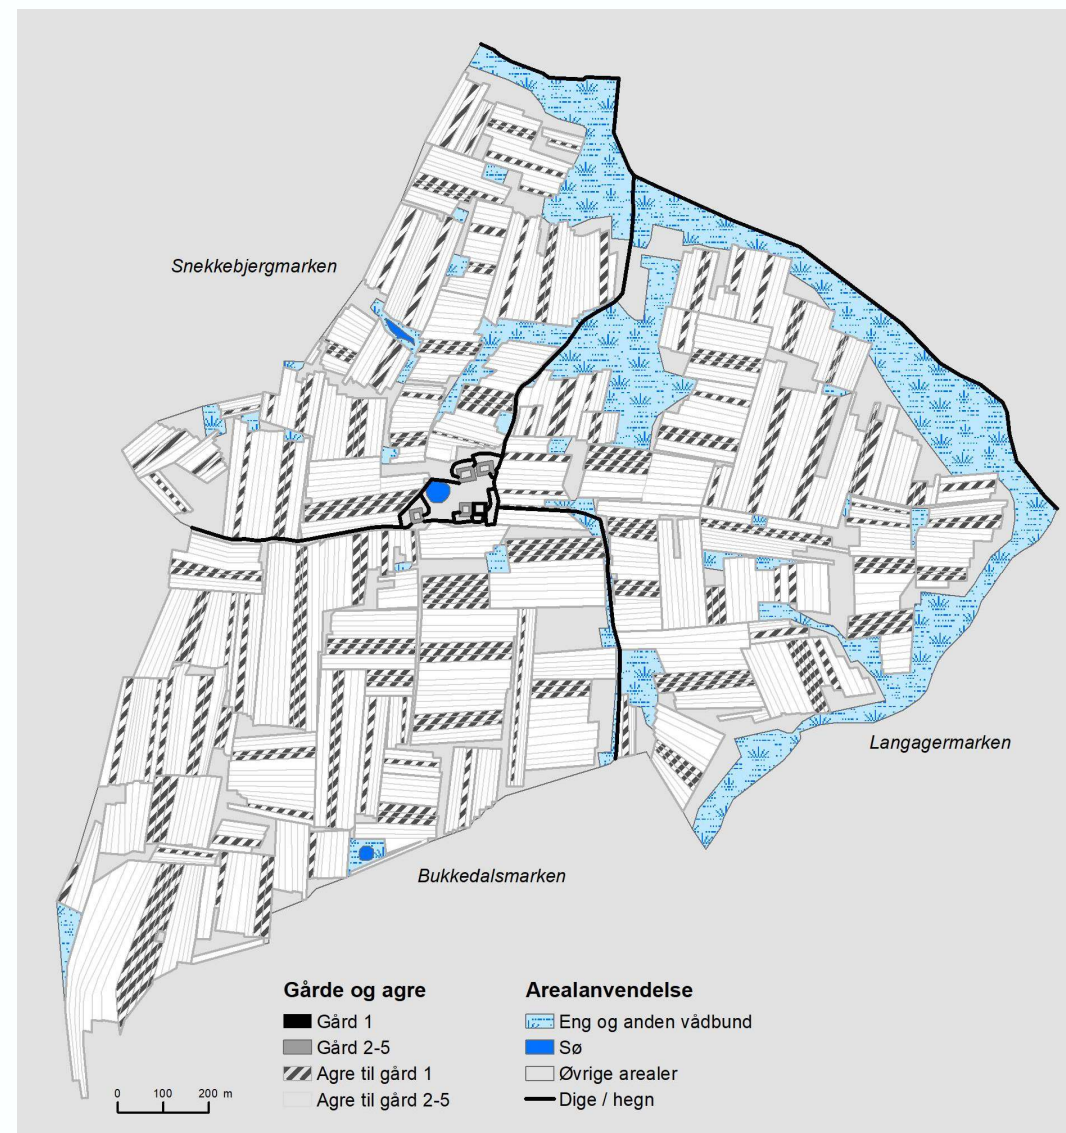 Snekkebjergmarken
Langagermarken
Bukkedalsmarken
Gårde og agre
Gård 1
Gård 2-5
Agre til gård 1
Agre til gård 2-5
Arealanvendelse
Eng og anden vådbund
Sø
Øvrige arealer
Dige / hegn
0 100 200 m